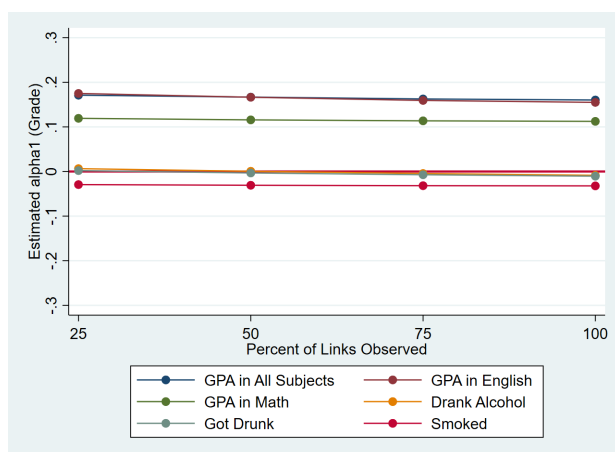 Estimated alpha1 (Grade)
.3
.2
.1
0
-.1
-.2
-.3
25 50 75 100
Percent of Links Observed
GPA in All Subjects GPA in English
GPA in Math Drank Alcohol
Got Drunk Smoked